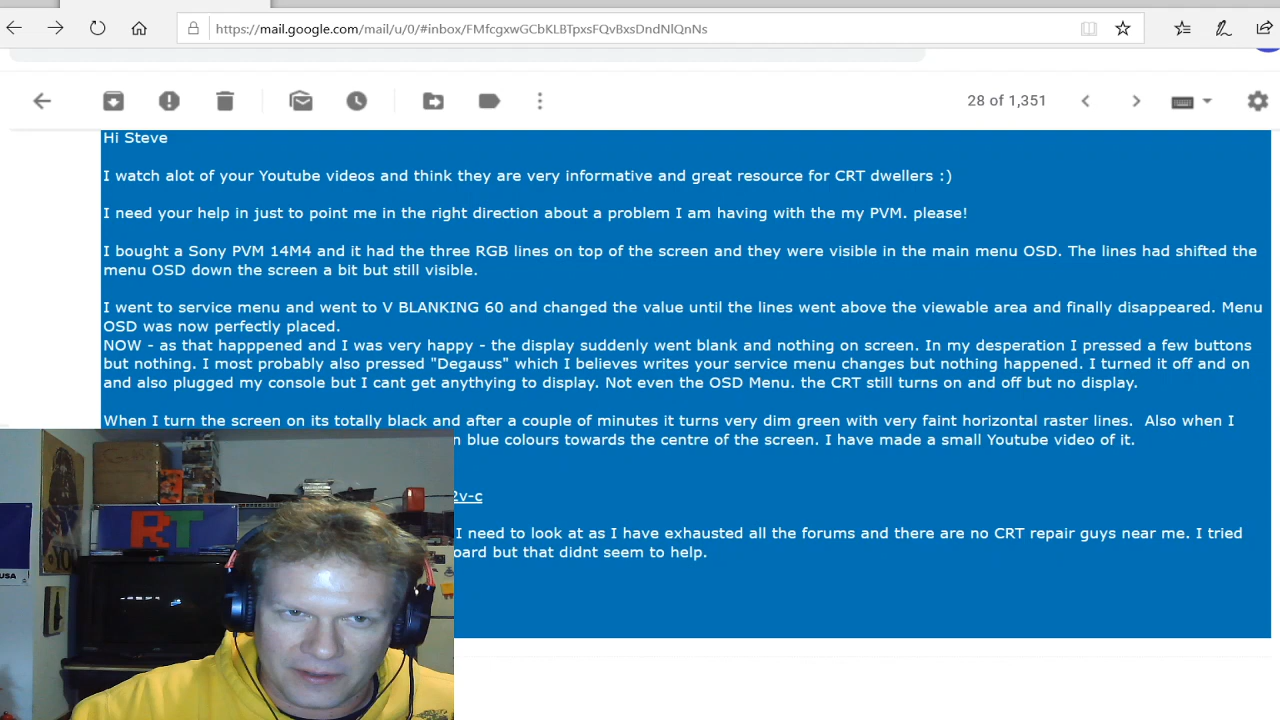 https://mail.google.com/mail/u/0/#inbox/FMfcgxwGCbKLBTpxsFQvBxsDndNlQnNs
28 of 1,351
Hi Steve
I watch alot of your Youtube videos and think they are very informative and great resource for CRT dwellers :)
I need your help in just to point me in the right direction about a problem I am having with the my PVM. please!
I bought a Sony PVM 14M4 and it had the three RGB lines on top of the screen and they were visible in the main menu OSD. The lines had shifted the
menu OSD down the screen a bit but still visible.
I went to service menu and went to V BLANKING 60 and changed the value until the lines went above the viewable area and finally disappeared. Menu
OSD was now perfectly placed.
NOW - as that happpened and I was very happy - the display suddenly went blank and nothing on screen. In my desperation I pressed a few buttons
but nothing. I most probably also pressed "Degauss" which I believes writes your service menu changes but nothing happened. I turned it off and on
and also plugged my console but I cant get anythying to display. Not even the OSD Menu. the CRT still turns on and off but no display.
When I turn the screen on its totally black and after a couple of minutes it turns very dim green with very faint horizontal raster lines.  Also when I
n blue colours towards the centre of the screen. I have made a small Youtube video of it.
2v-c
I need to look at as I have exhausted all the forums and there are no CRT repair guys near me. I tried
oard but that didnt seem to help.
RT
USA